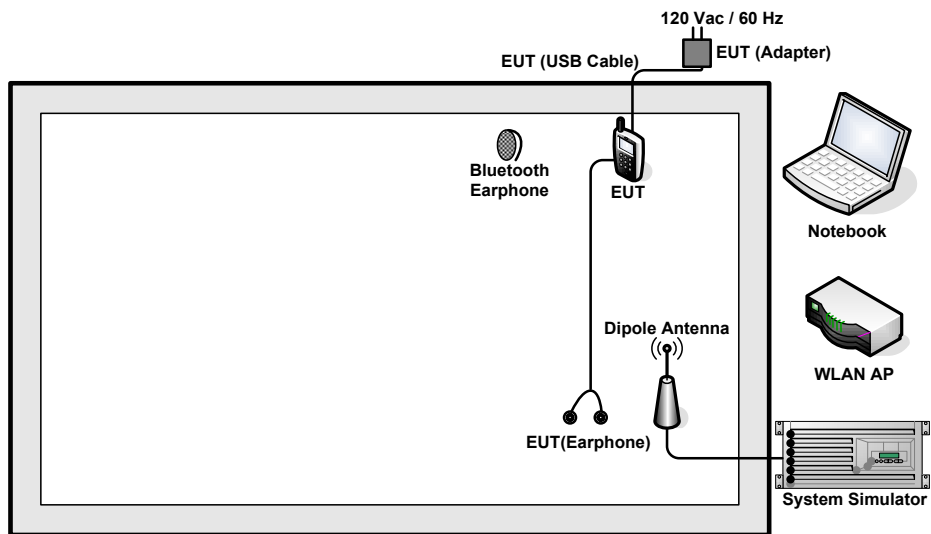 120 Vac / 60 Hz
EUT (Adapter)
EUT (USB Cable)
Bluetooth
Earphone
EUT
Notebook
Dipole Antenna
WLAN AP
EUT(Earphone)
System Simulator